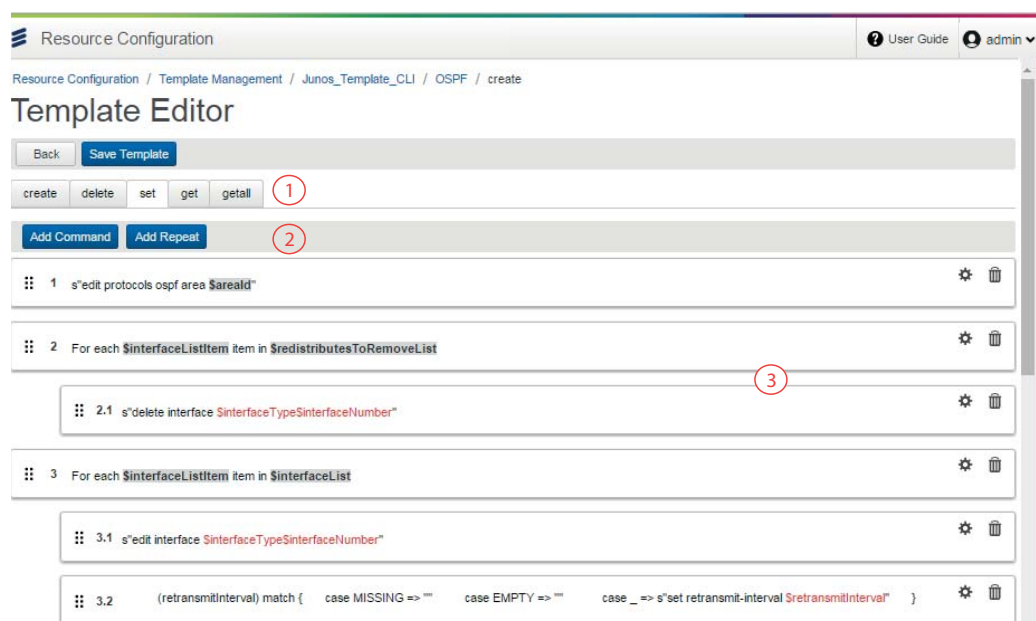 Resource Configuration
User Guide
admin
Resource Configuration / Template Management / Junos_Template_CLI / OSPF / create
Template Editor
Back
Save Template
create
delete
set
get
getall
1
Add Command
Add Repeat
2
1 s"edit protocols ospf area $areaId"
2 For each $interfaceListItem item in $redistributesToRemoveList
3
2.1 s"delete interface $interfaceType$interfaceNumber"
3 For each $interfaceListItem item in $interfaceList
3.1 s"edit interface $interfaceType$interfaceNumber"
3.2 (retransmitInterval) match { case MISSING => "" case EMPTY => "" case _ => s"set retransmit-interval $retransmitInterval" }